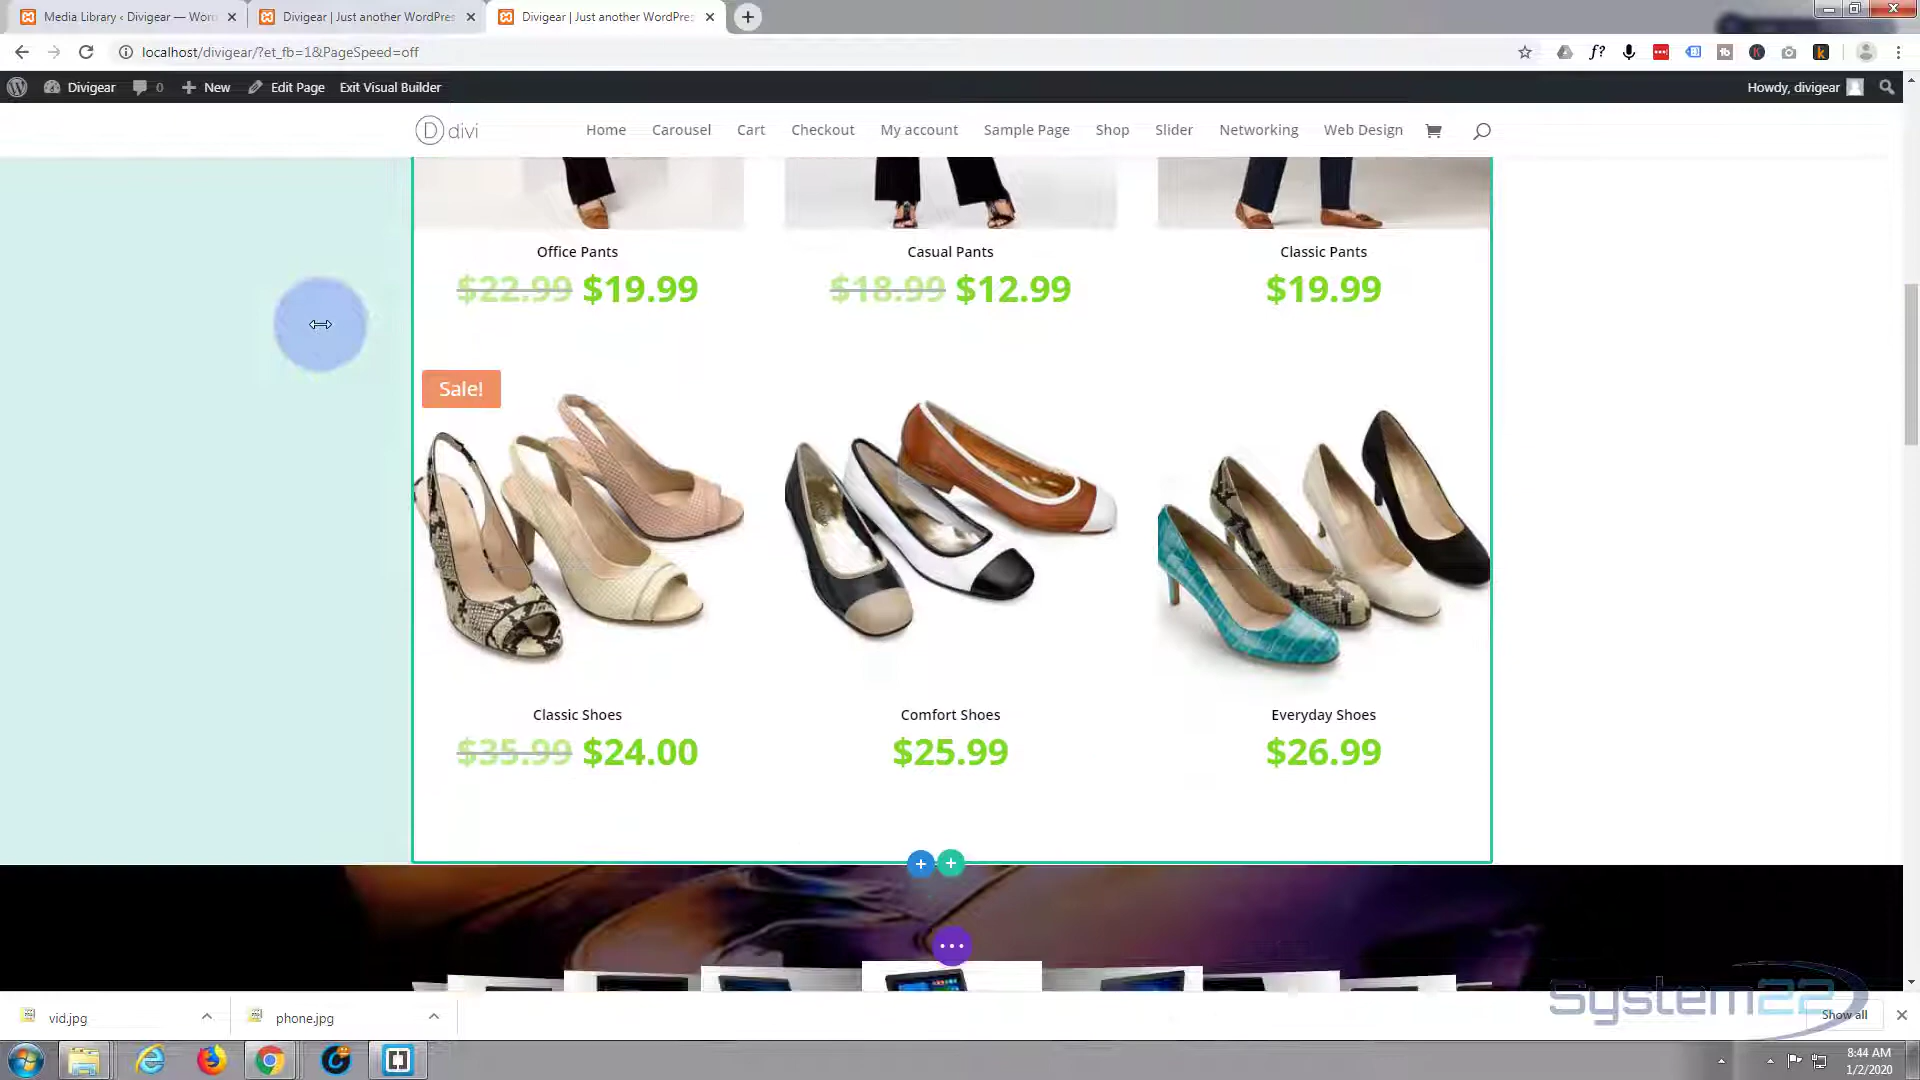 Media Library ‹ Divigear — Wor
Divigear | Just another WordPres
Divigear | Just another WordPres
localhost/divigear/?et_fb=1&PageSpeed=off
Divigear
0
New
Edit Page
Exit Visual Builder
Howdy, divigear
D divi
Home
Carousel
Cart
Checkout
My account
Sample Page
Shop
Slider
Networking
Web Design
Office Pants
Casual Pants
Classic Pants
$22.99 $19.99
$18.99 $12.99
$19.99
Sale!
Classic Shoes
Comfort Shoes
Everyday Shoes
$35.99 $24.00
$25.99
$26.99
System22
vid.jpg
phone.jpg
Show all
8:44 AM
1/2/2020